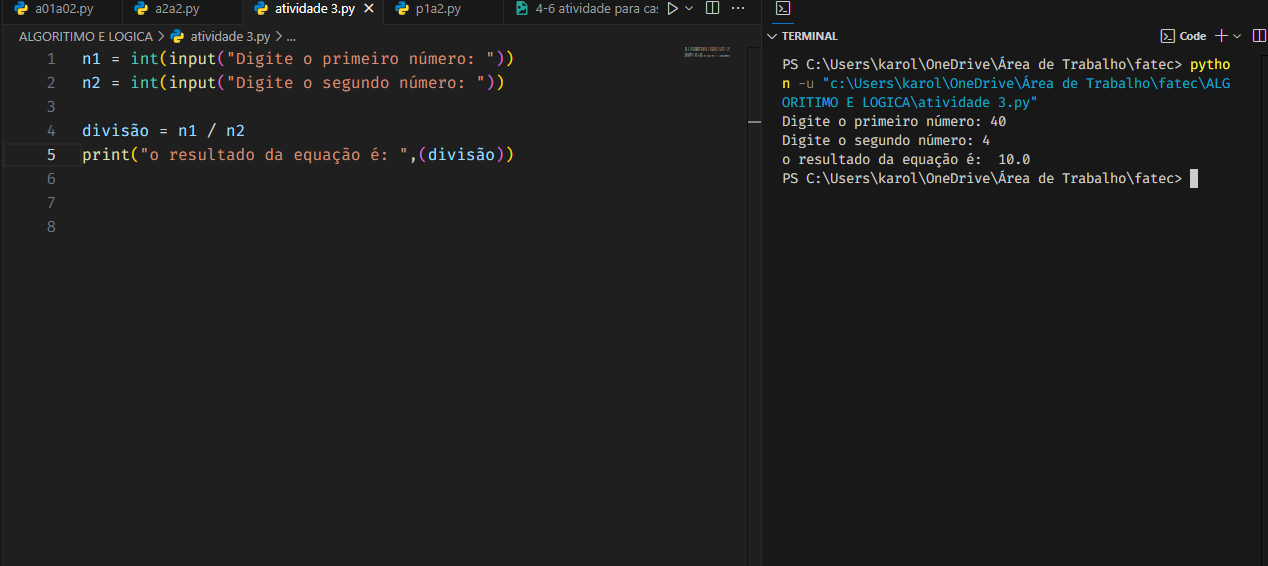 a01a02.py a2a2.py atividade 3.py p1a2.py 4-6 atividade para cas
ALGORITIMO E LOGICA > atividade 3.py > ...
1 n1 = int(input("Digite o primeiro número: "))
2 n2 = int(input("Digite o segundo número: "))
3
4 divisão = n1 / n2
5 print("o resultado da equação é: ",(divisão))
6
7
8
TERMINAL Code
PS C:\Users\karol\OneDrive\Área de Trabalho\fatec> pytho
n -u "c:\Users\karol\OneDrive\Área de Trabalho\fatec\ALG
ORITIMO E LOGICA\atividade 3.py"
Digite o primeiro número: 40
Digite o segundo número: 4
o resultado da equação é:  10.0
PS C:\Users\karol\OneDrive\Área de Trabalho\fatec>